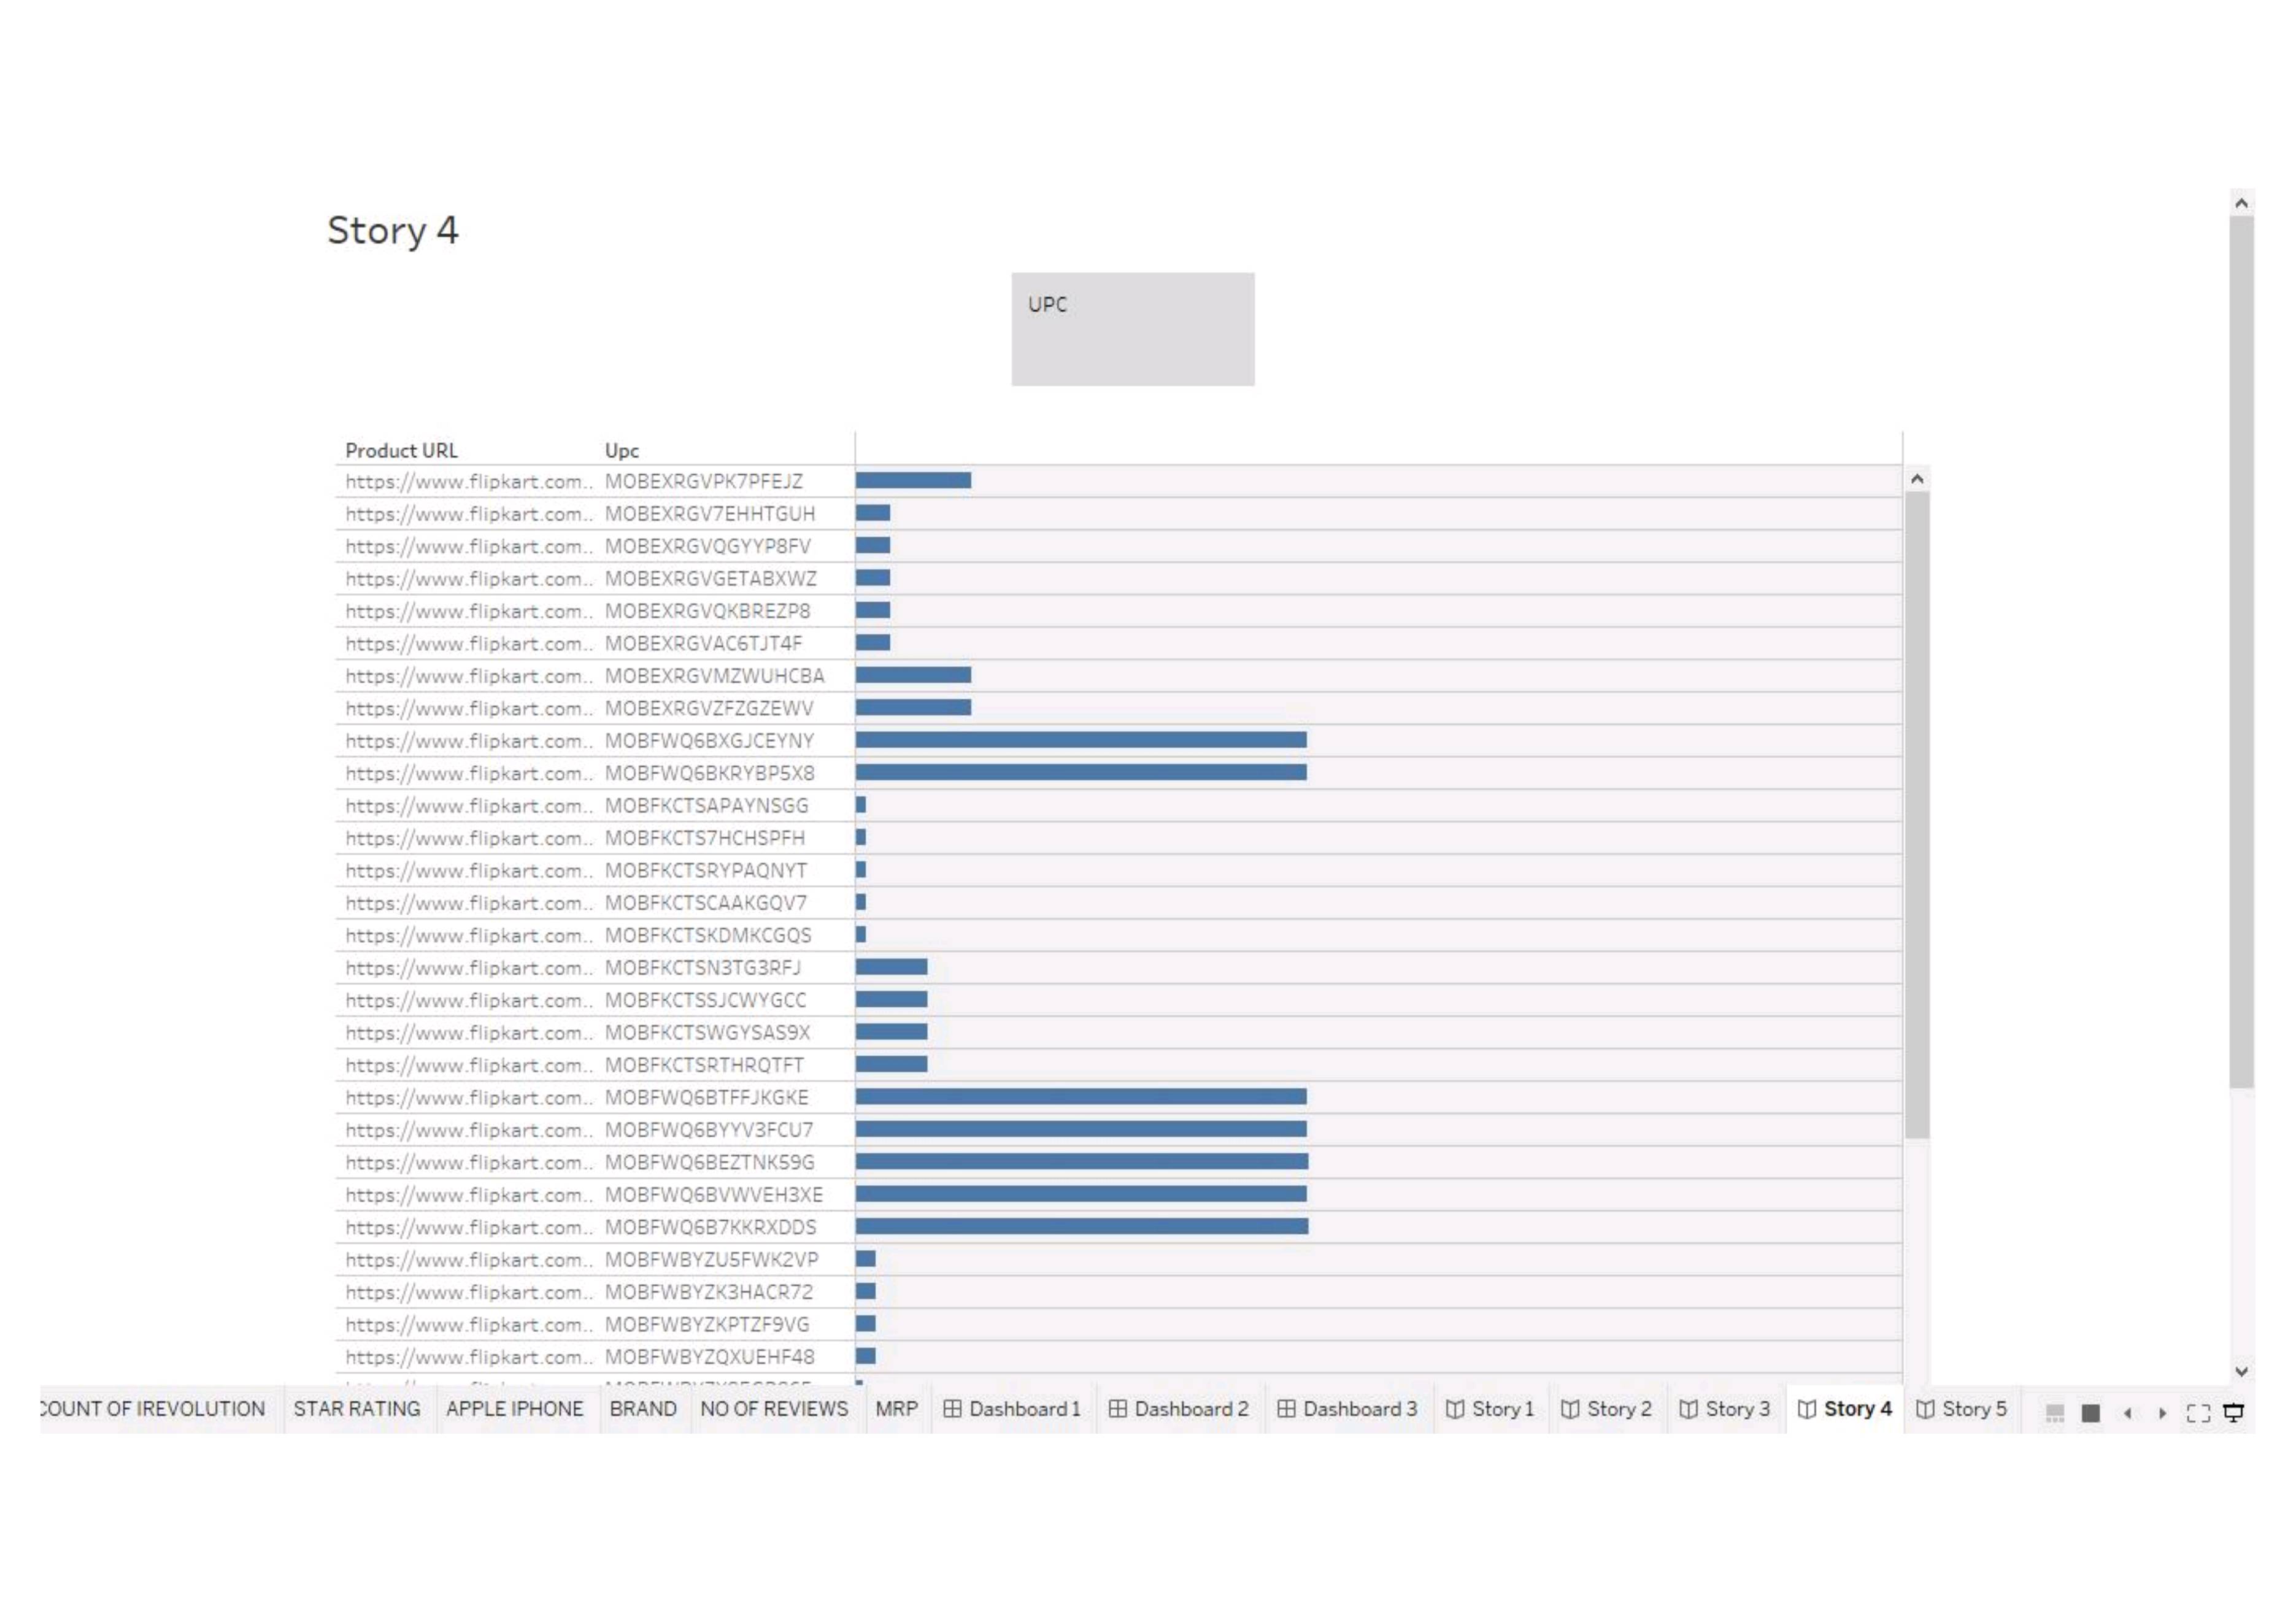 Story 4
UPC
Product URL Upc
https://www.flipkart.com.. MOBEXRGVPK7PFEJZ
https://www.flipkart.com.. MOBEXRGV7EHHTGUH
https://www.flipkart.com.. MOBEXRGVQGYYP8FV
https://www.flipkart.com.. MOBEXRGVGETABXWZ
https://www.flipkart.com.. MOBEXRGVQKBREZP8
https://www.flipkart.com.. MOBEXRGVAC6TJT4F
https://www.flipkart.com.. MOBEXRGVMZWUHCBA
https://www.flipkart.com.. MOBEXRGVZFZGZEWV
https://www.flipkart.com.. MOBFWQ6BXGJCEYNY
https://www.flipkart.com.. MOBFWQ6BKRYBP5X8
https://www.flipkart.com.. MOBFKCTSAPAYNSGG
https://www.flipkart.com.. MOBFKCTS7HCHSPFH
https://www.flipkart.com.. MOBFKCTSRYPAQNYT
https://www.flipkart.com.. MOBFKCTSCAAKGQV7
https://www.flipkart.com.. MOBFKCTSKDMKCGQS
https://www.flipkart.com.. MOBFKCTSN3TG3RFJ
https://www.flipkart.com.. MOBFKCTSSJCWYGCC
https://www.flipkart.com.. MOBFKCTSWGYSAS9X
https://www.flipkart.com.. MOBFKCTSRTHRQTFT
https://www.flipkart.com.. MOBFWQ6BTFFJKGKE
https://www.flipkart.com.. MOBFWQ6BYYV3FCU7
https://www.flipkart.com.. MOBFWQ6BEZTNK59G
https://www.flipkart.com.. MOBFWQ6BVWVEH3XE
https://www.flipkart.com.. MOBFWQ6B7KKRXDDS
https://www.flipkart.com.. MOBFWBYZU5FWK2VP
https://www.flipkart.com.. MOBFWBYZK3HACR72
https://www.flipkart.com.. MOBFWBYZKPTZF9VG
https://www.flipkart.com.. MOBFWBYZQXUEHF48
COUNT OF IREVOLUTION STAR RATING APPLE IPHONE BRAND NO OF REVIEWS MRP Dashboard 1 Dashboard 2 Dashboard 3 Story 1 Story 2 Story 3 Story 4 Story 5